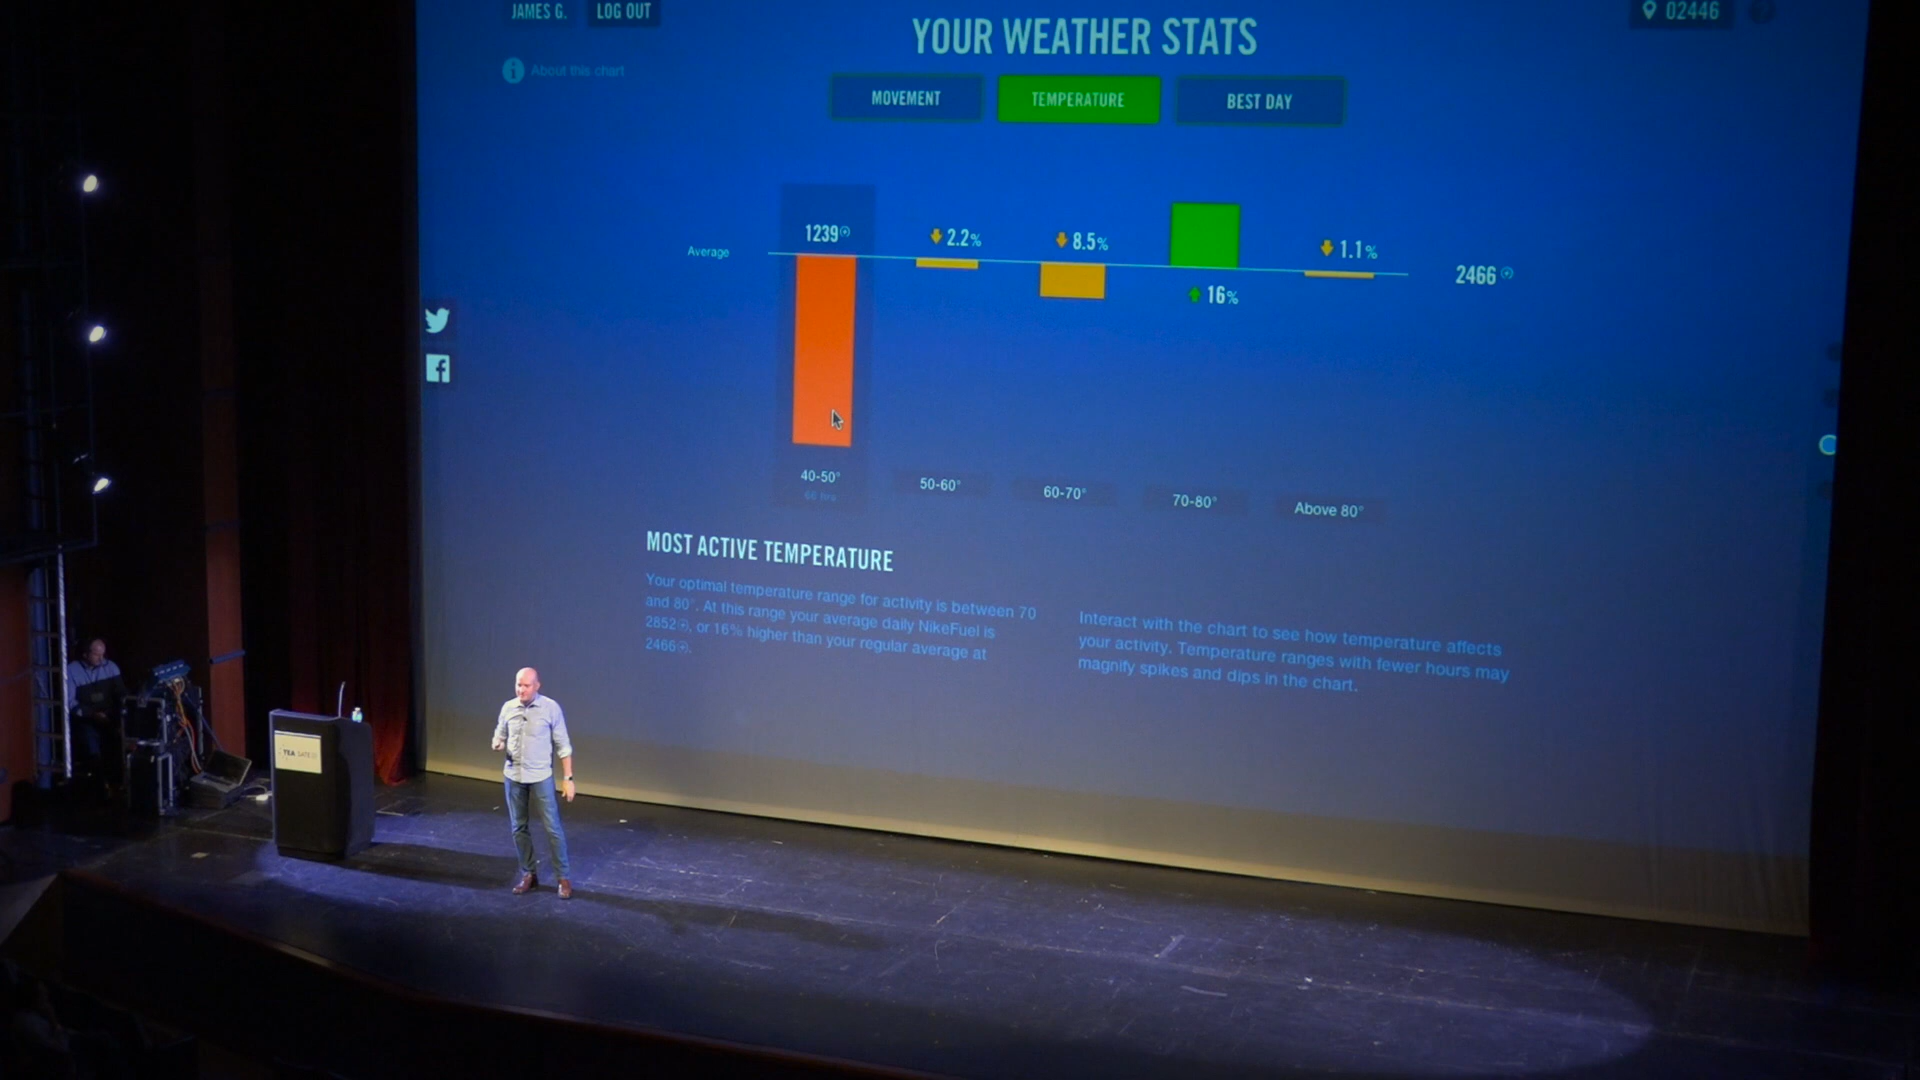 JAMES G. LOG OUT
YOUR WEATHER STATS
02446
About this chart
MOVEMENT TEMPERATURE BEST DAY
Average
1239
2.2%
8.5%
16%
1.1%
2466
40-50°
66 hrs
50-60°
60-70°
70-80°
Above 80°
MOST ACTIVE TEMPERATURE
Your optimal temperature range for activity is between 70
and 80°. At this range your average daily NikeFuel is
2852, or 16% higher than your regular average at
2466.
Interact with the chart to see how temperature affects
your activity. Temperature ranges with fewer hours may
magnify spikes and dips in the chart.
TEA